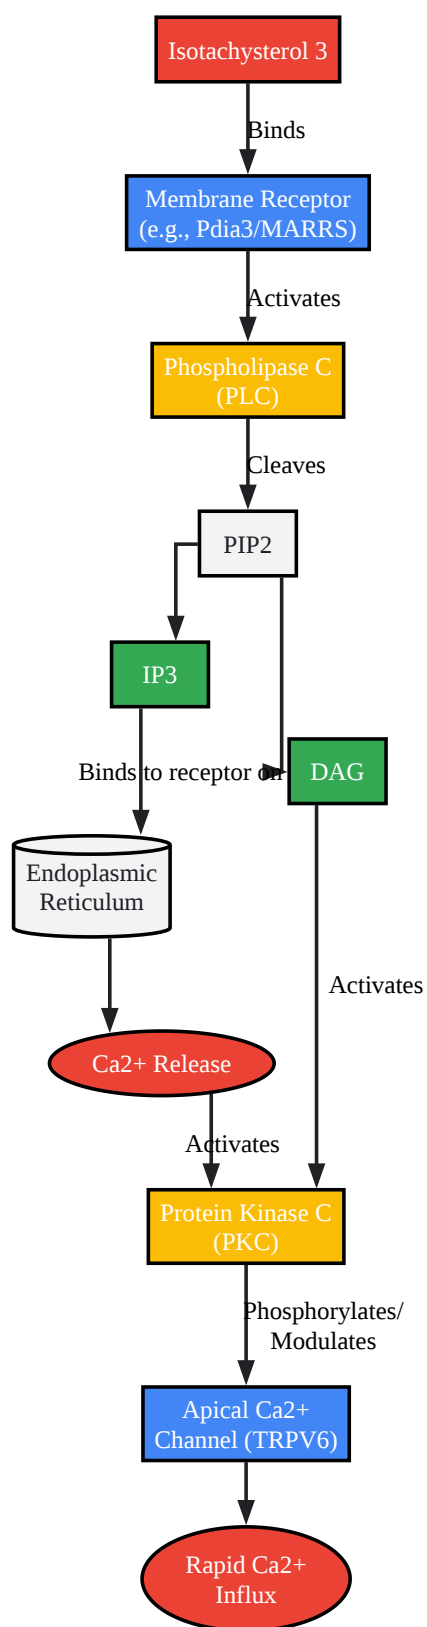 Isotachysterol 3
Binds
Membrane Receptor
(e.g., Pdia3/MARRS)
Activates
Phospholipase C
(PLC)
Cleaves
PIP2
IP3
Binds to receptor on
DAG
Endoplasmic
Reticulum
Activates
Ca2+ Release
Activates
Protein Kinase C
(PKC)
Phosphorylates/
Modulates
Apical Ca2+
Channel (TRPV6)
Rapid Ca2+
Influx